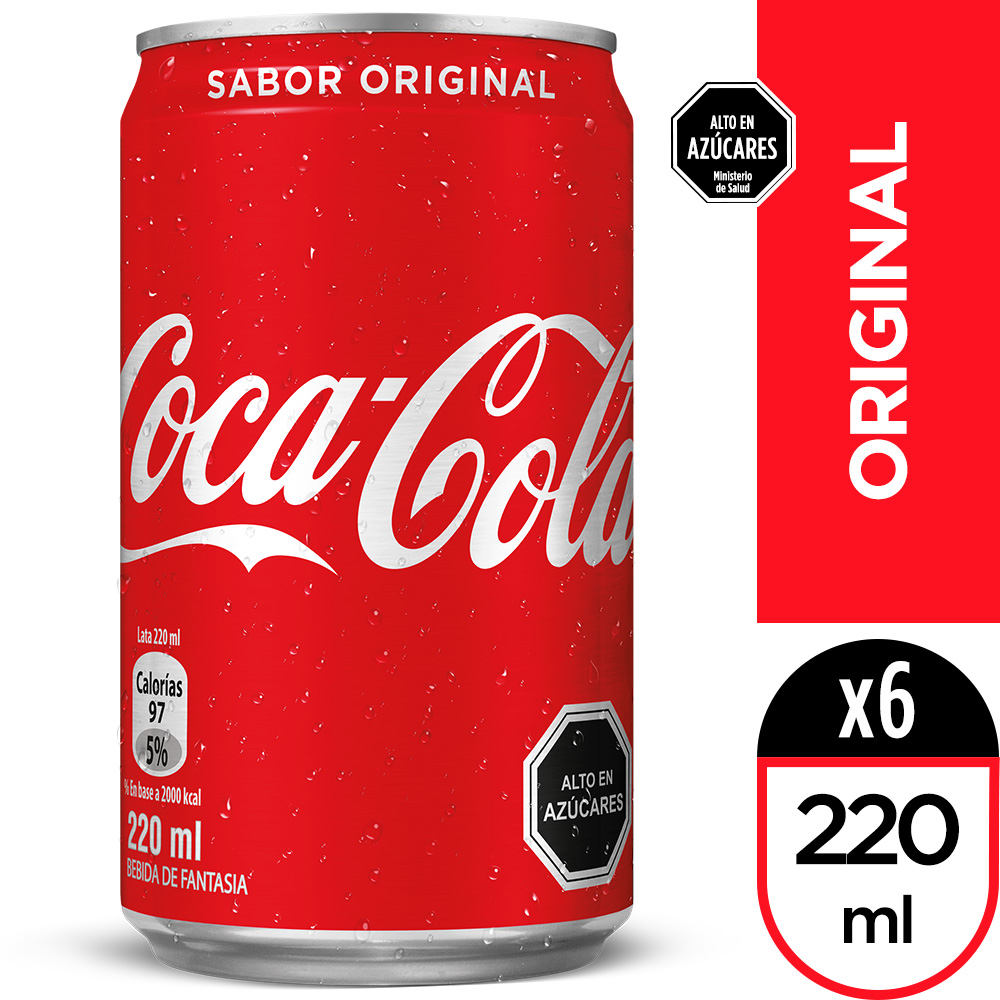 SABOR ORIGINAL
Coca-Cola
Lata 220 ml
Calorías
97
5%
% En base a 2000 kcal
220 ml
BEBIDA DE FANTASIA
ALTO EN
AZÚCARES
ALTO EN
AZÚCARES
Ministerio
de Salud
ORIGINAL
x6
220
ml